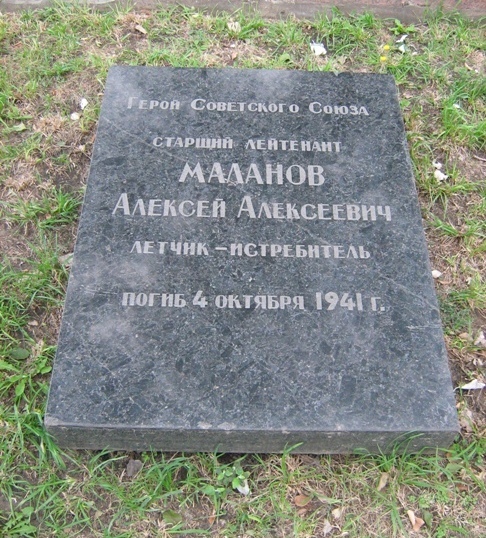 Герой Советского Союза
старший лейтенант
Маланов
Алексей Алексеевич
летчик-истребитель
погиб 4 октября 1941 г.